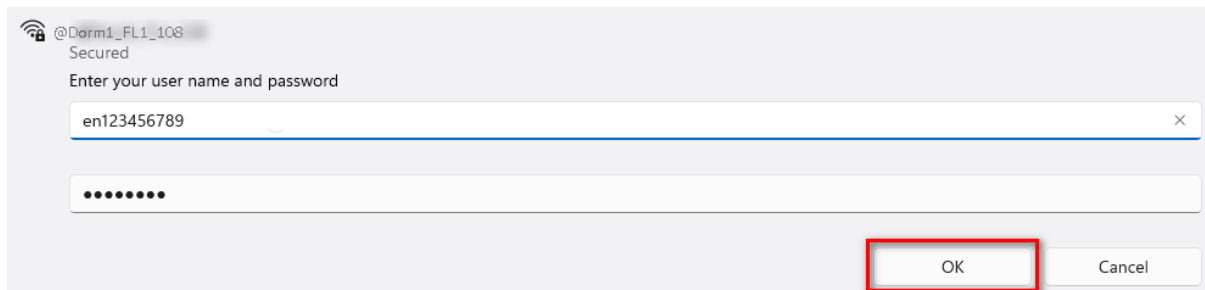 @Dorm1_FL1_108
Secured
Enter your user name and password
en123456789
••••••••
OK Cancel